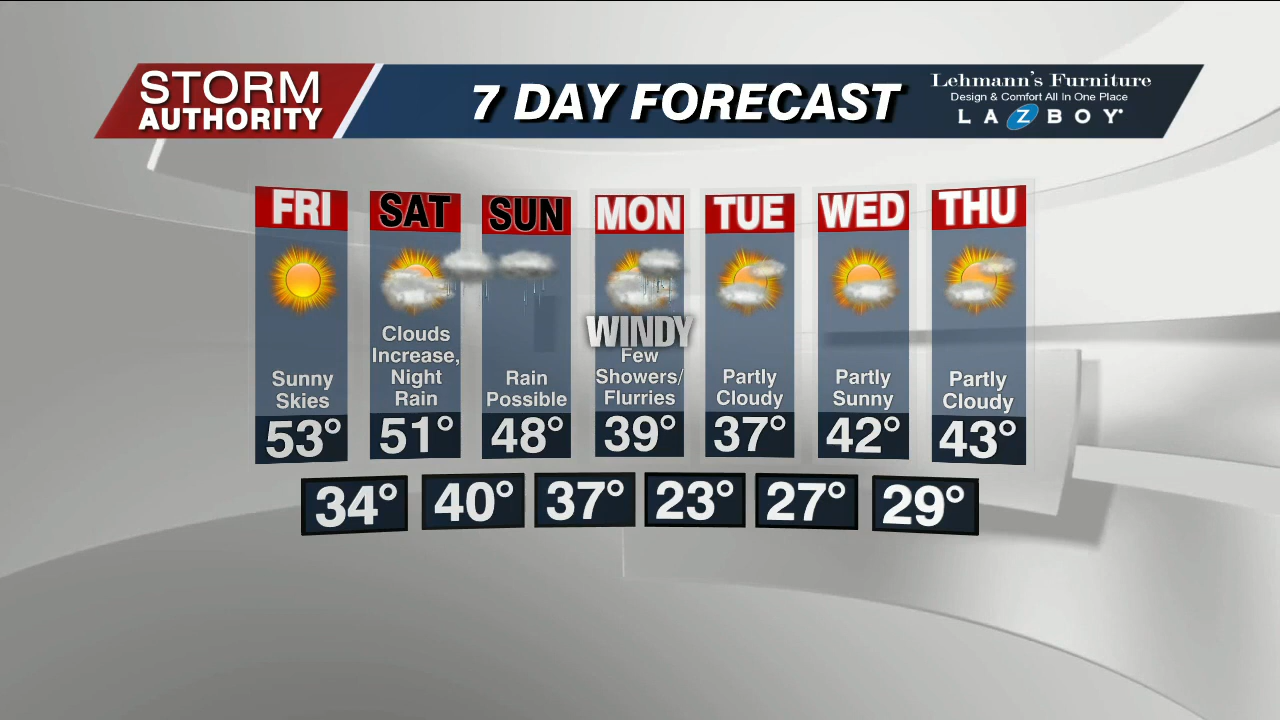 STORM
AUTHORITY
7 DAY FORECAST
Lehmann's Furniture
Design & Comfort All In One Place
LAZBOY®
FRI
SAT
SUN
MON
TUE
WED
THU
Sunny
Skies
Clouds
Increase,
Night
Rain
Rain
Possible
WINDY
Few
Showers/
Flurries
Partly
Cloudy
Partly
Sunny
Partly
Cloudy
53°
51°
48°
39°
37°
42°
43°
34°
40°
37°
23°
27°
29°